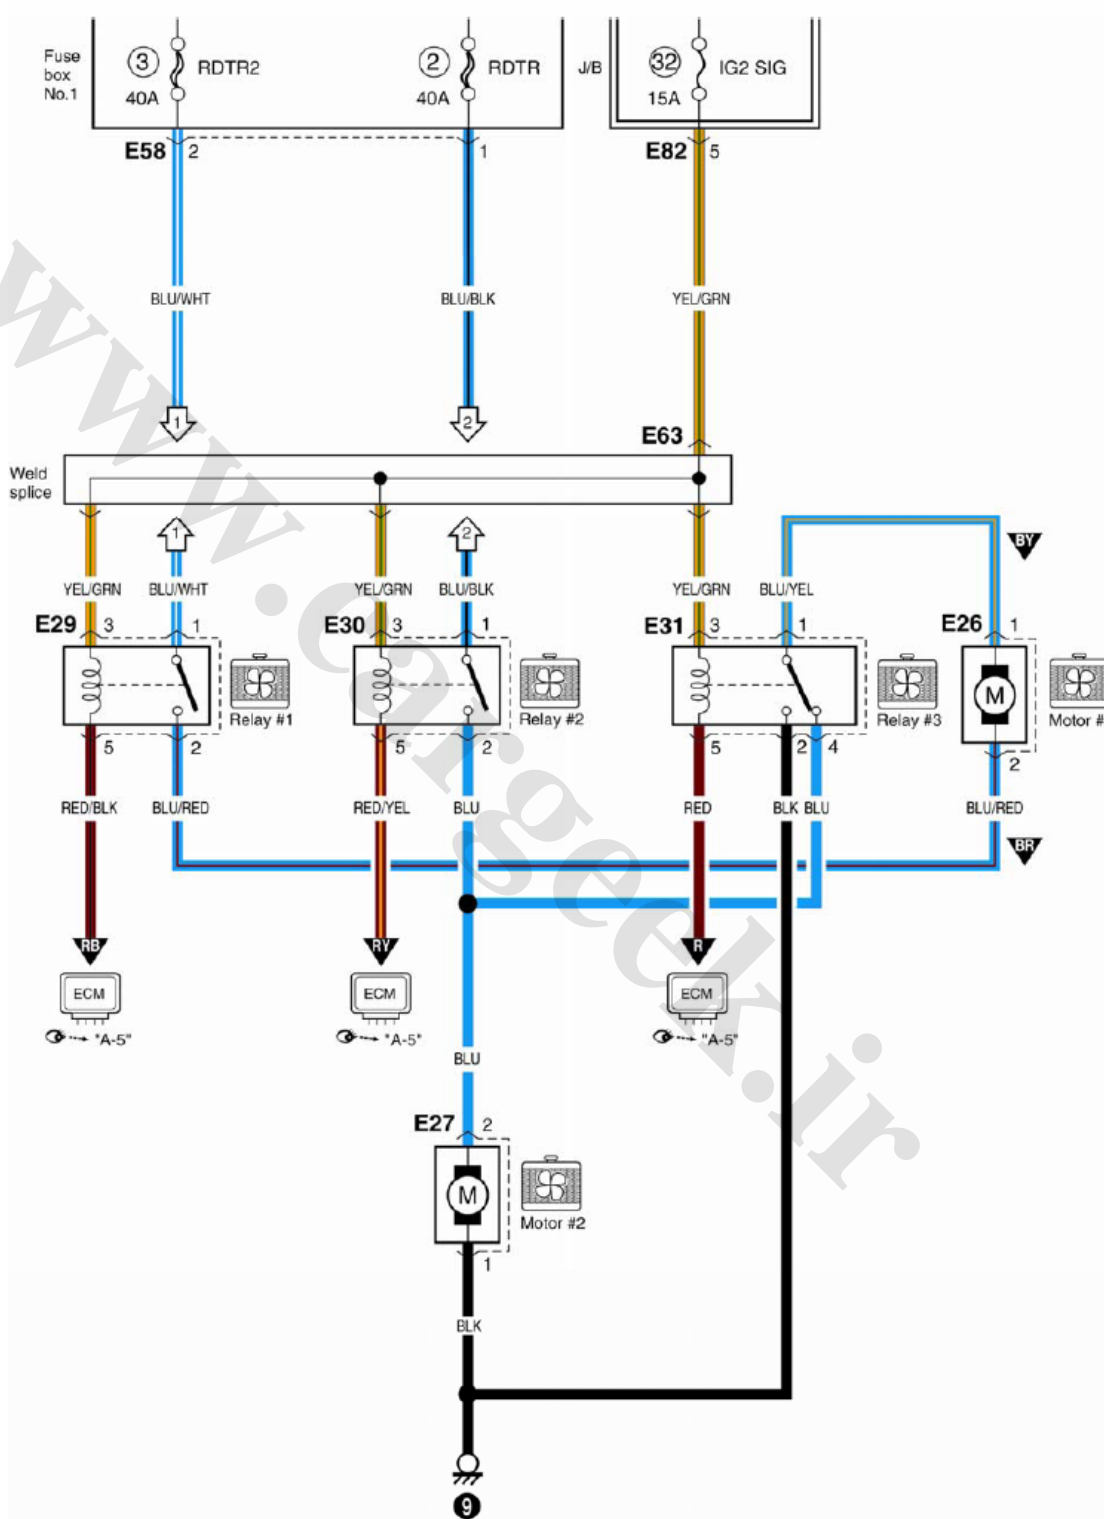 Fuse
box
No.1
3
RDTR2
40A
2
RDTR
40A
J/B
32
IG2 SIG
15A
E58 2
1
E82 5
BLU/WHT
BLU/BLK
YEL/GRN
1
2
E63
Weld
splice
1
2
BY
YEL/GRN
BLU/WHT
YEL/GRN
BLU/BLK
YEL/GRN
BLU/YEL
E29 3
1
E30 3
1
E31 3
1
E26 1
M
Relay #1
Relay #2
Relay #3
Motor #
5
2
5
2
5
2
4
2
RED/BLK
BLU/RED
RED/YEL
BLU
RED
BLK
BLU
BLU/RED
BR
RB
RY
R
ECM
ECM
ECM
"A-5"
"A-5"
"A-5"
BLU
E27 2
M
Motor #2
1
BLK
9
www.cargeek.ir